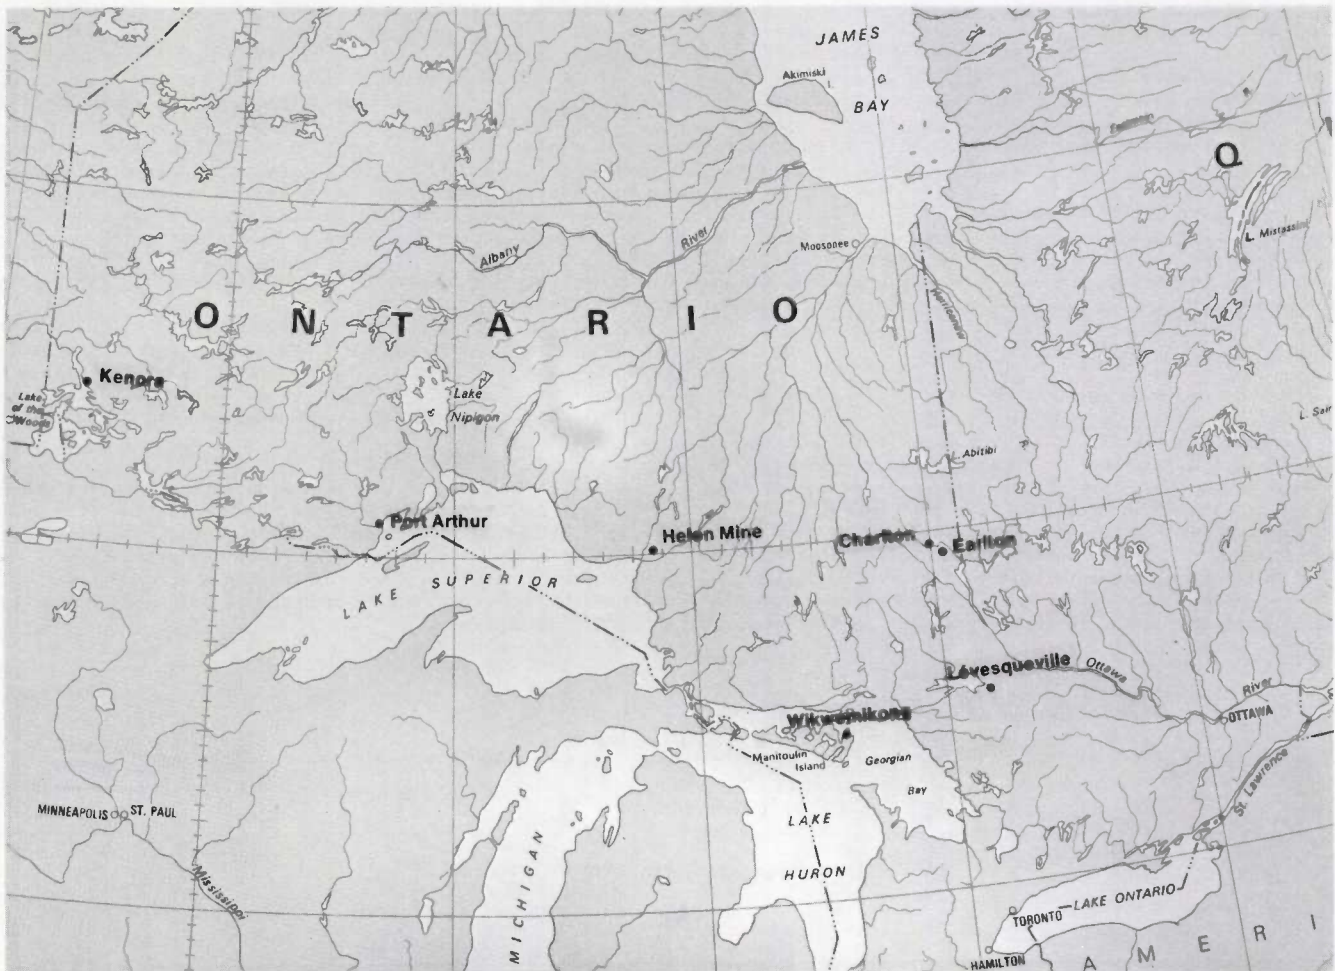 JAMES
Akimiski
I.
BAY
Q
L. Mistassini
Albany
River
Moosonee
Harricanaw
ONTARIO
Kenora
Lake
of the
Woods
Lake
Nipigon
L. Abitibi
Port Arthur
Helen Mine
Charlton
Earlton
LAKE SUPERIOR
Lévesqueville
Ottawa
River
OTTAWA
Wikwemikong
Manitoulin
Island
Georgian
Bay
St. Lawrence
MINNEAPOLIS
ST. PAUL
LAKE
HURON
Mississippi
MICHIGAN
TORONTO
LAKE ONTARIO
HAMILTON
A M E R I